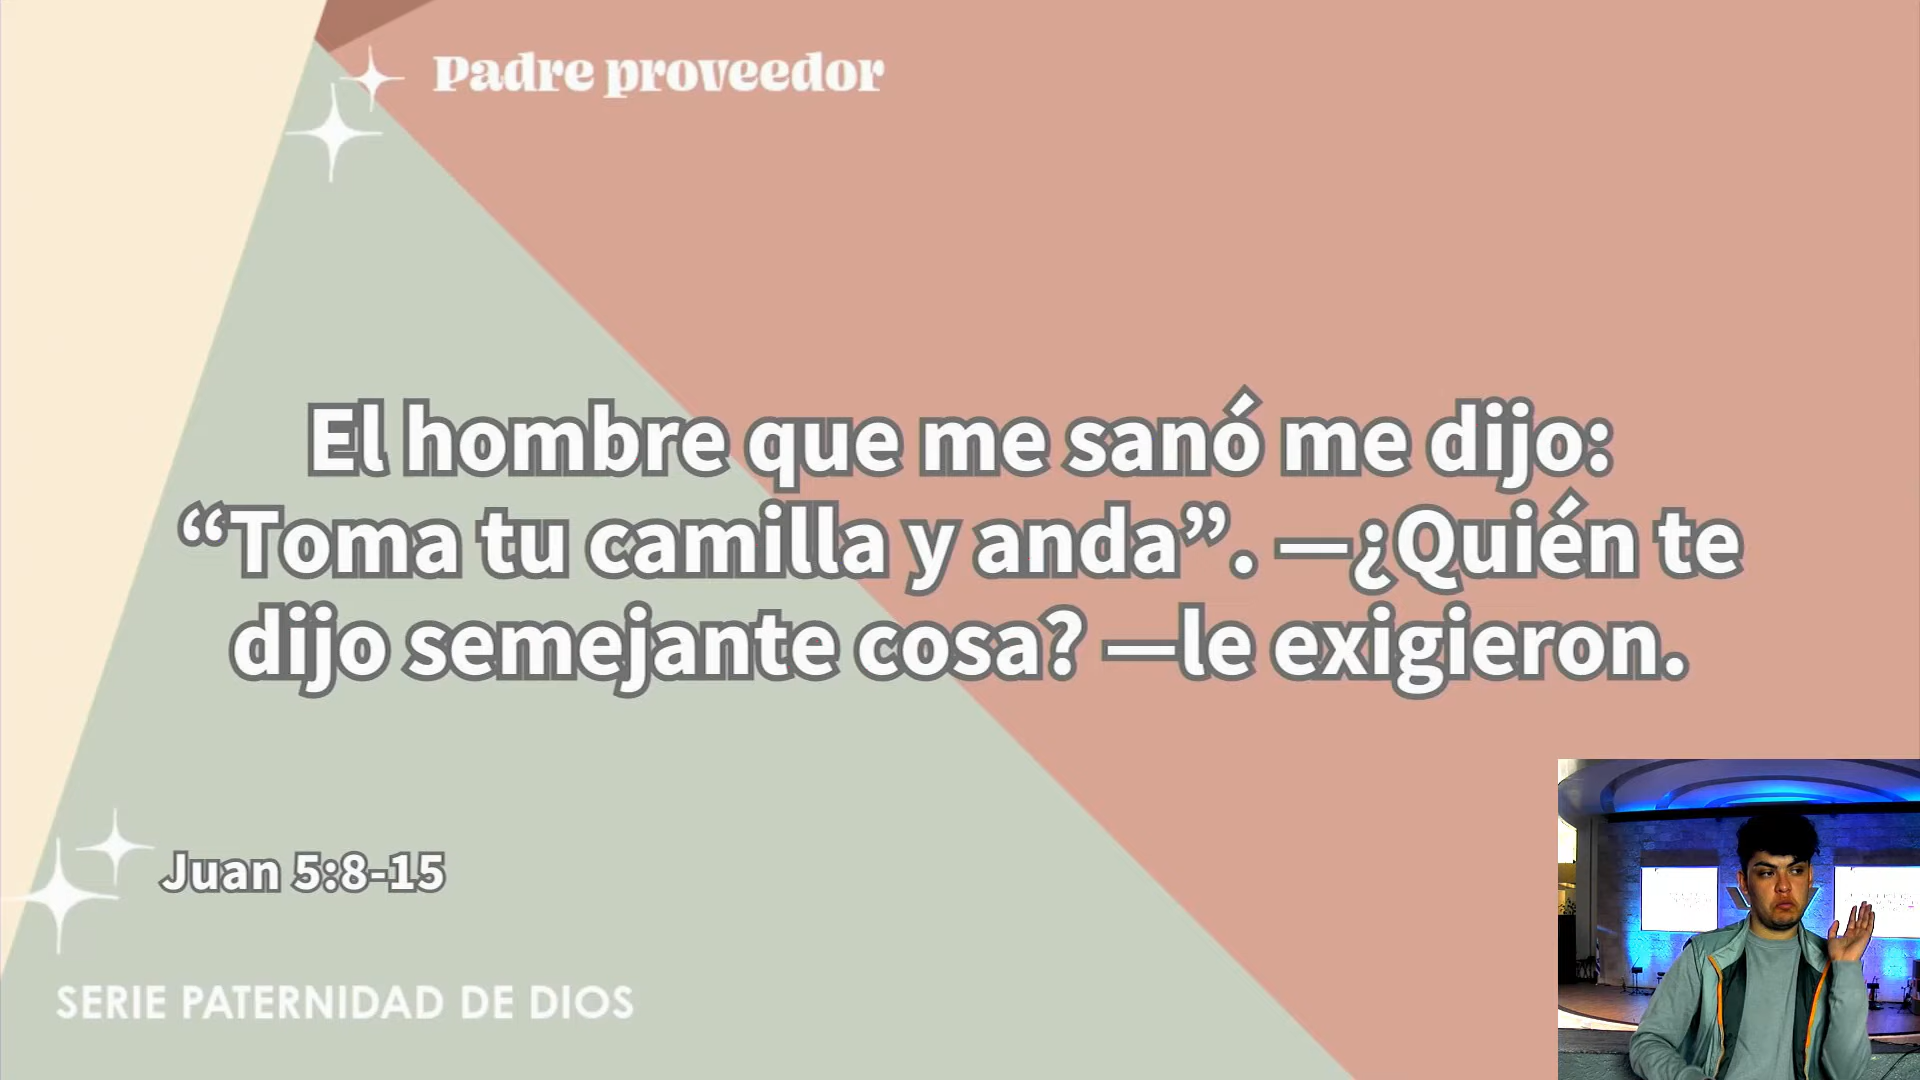 Padre proveedor
El hombre que me sanó me dijo:
“Toma tu camilla y anda”. —¿Quién te
dijo semejante cosa? —le exigieron.
Juan 5:8-15
SERIE PATERNIDAD DE DIOS